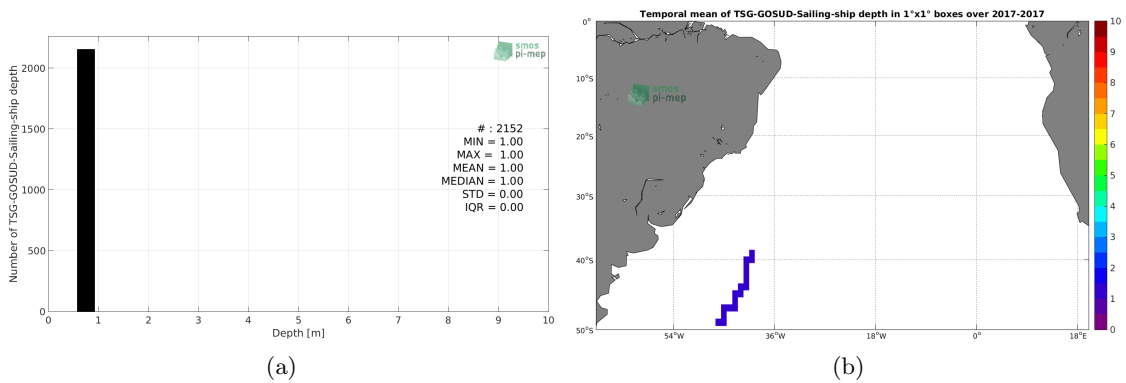 Number of TSG-GOSUD-Sailing-ship depth
2000
1500
1000
500
0
0 1 2 3 4 5 6 7 8 9 10
Depth [m]
smos
pi-mep
# : 2152
MIN = 1.00
MAX = 1.00
MEAN = 1.00
MEDIAN = 1.00
STD = 0.00
IQR = 0.00
(a)
Temporal mean of TSG-GOSUD-Sailing-ship depth in 1°x1° boxes over 2017-2017
0°
10°S
20°S
30°S
40°S
50°S
54°W 36°W 18°W 0° 18°E
smos
pi-mep
10
9
8
7
6
5
4
3
2
1
0
(b)